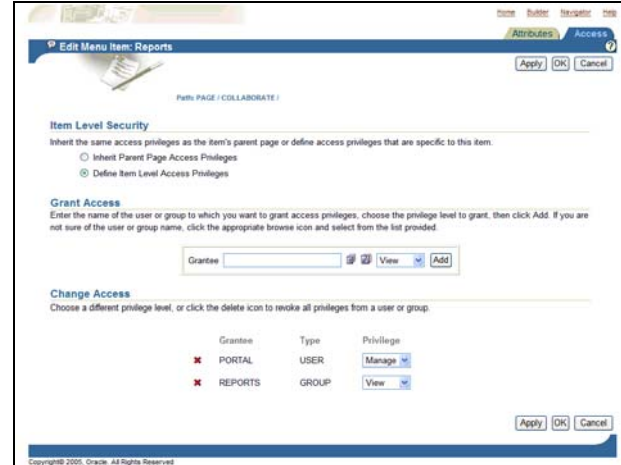 Home Builder Navigator Help
Attributes Access
Edit Menu Item: Reports
?
Apply OK Cancel
Path: PAGE / COLLABORATE /
Item Level Security
Inherit the same access privileges as the item's parent page or define access privileges that are specific to this item.
Inherit Parent Page Access Privileges
Define Item Level Access Privileges
Grant Access
Enter the name of the user or group to which you want to grant access privileges, choose the privilege level to grant, then click Add. If you are
not sure of the user or group name, click the appropriate browse icon and select from the list provided.
Grantee View Add
Change Access
Choose a different privilege level, or click the delete icon to revoke all privileges from a user or group.
Grantee Type Privilege
PORTAL USER Manage
REPORTS GROUP View
Apply OK Cancel
Copyright© 2005, Oracle. All Rights Reserved